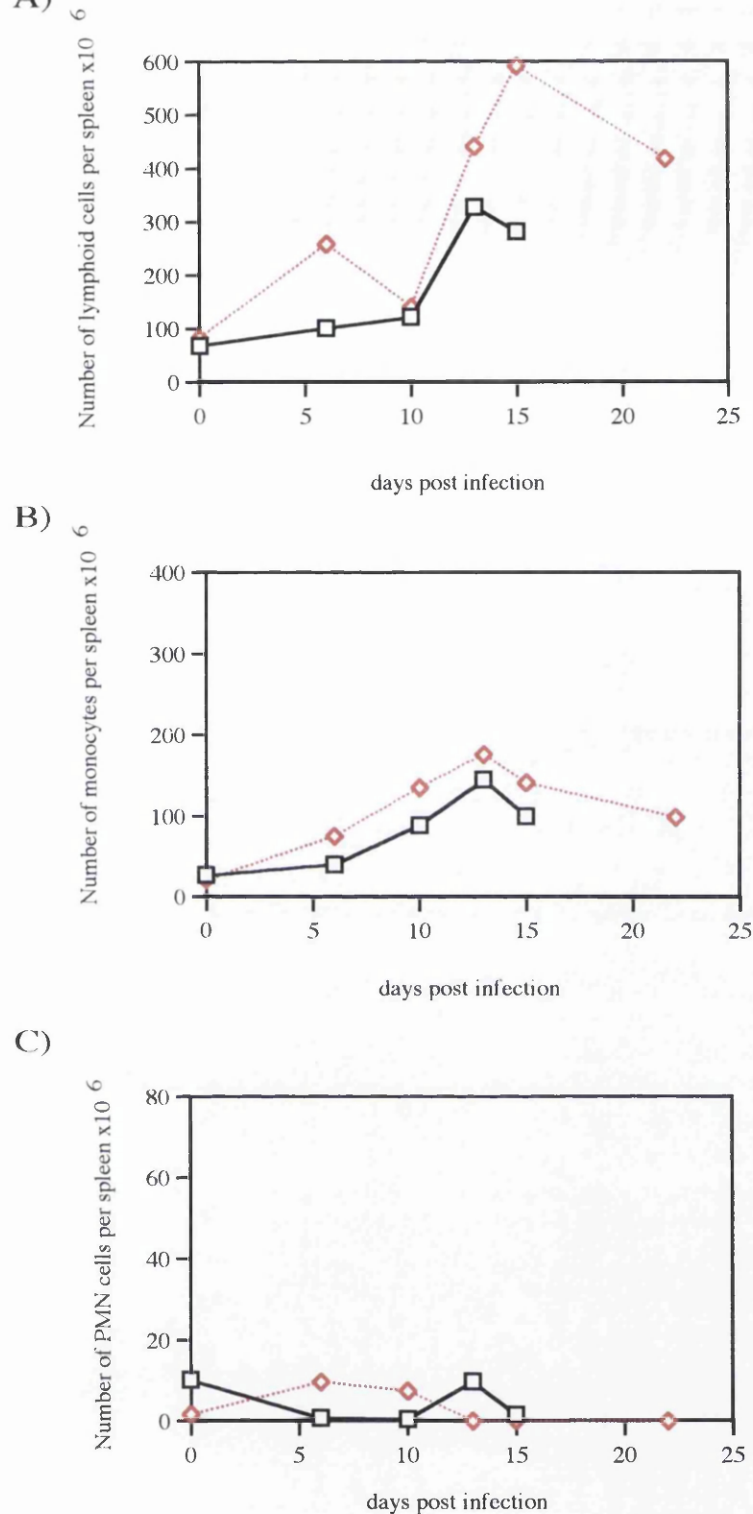 A)
Number of lymphoid cells per spleen x10 6
600
500
400
300
200
100
0
0 5 10 15 20 25
days post infection
B)
Number of monocytes per spleen x10 6
400
300
200
100
0
0 5 10 15 20 25
days post infection
C)
Number of PMN cells per spleen x10 6
80
60
40
20
0
0 5 10 15 20 25
days post infection